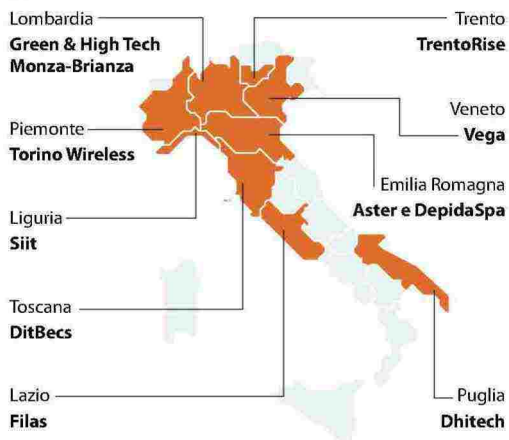 Lombardia
Green & High Tech
Monza-Brianza
Piemonte
Torino Wireless
Liguria
Siit
Toscana
DitBecs
Lazio
Filas
Trento
TrentoRise
Veneto
Vega
Emilia Romagna
Aster e DepidaSpa
Puglia
Dhitech